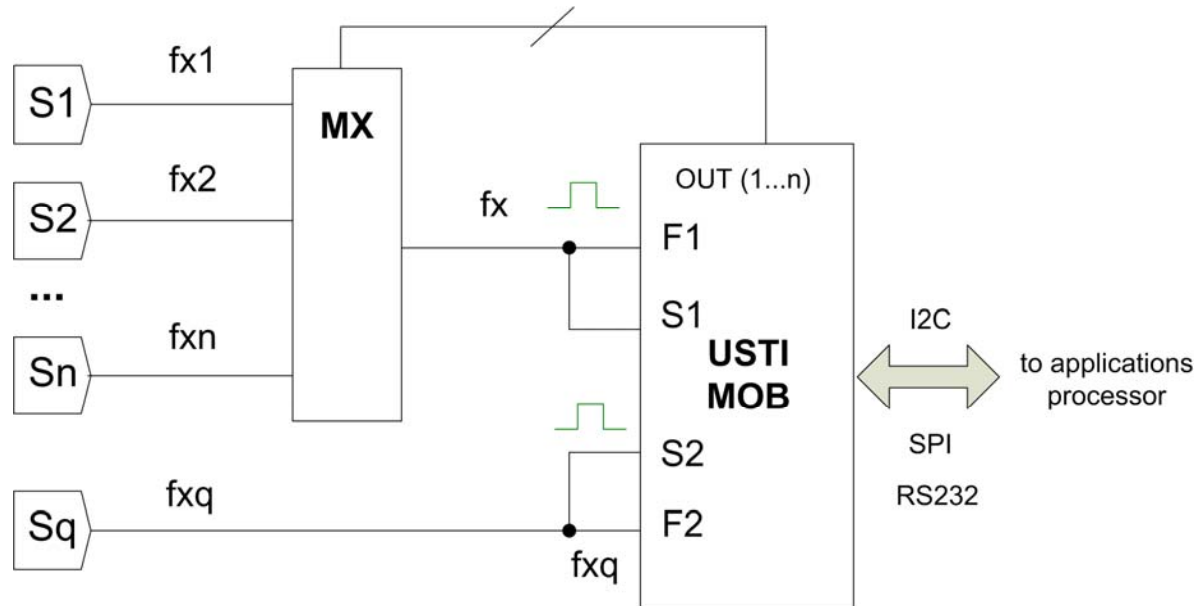 fx1
S1
MX
fx2
S2
OUT (1...n)
fx
F1
...
S1
fxn
I2C
Sn
USTI
MOB
to applications
processor
S2
SPI
fxq
RS232
Sq
F2
fxq